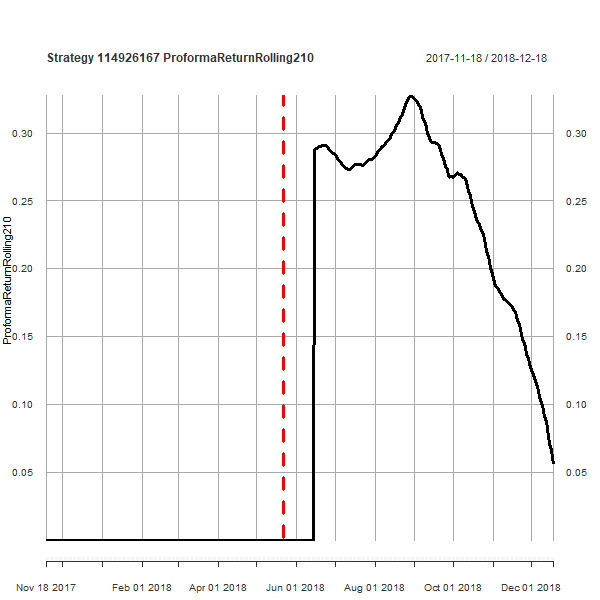 Strategy 114926167 ProformaReturnRolling210
2017-11-18 / 2018-12-18
ProformaReturnRolling210
0.30 0.30
0.25 0.25
0.20 0.20
0.15 0.15
0.10 0.10
0.05 0.05
Nov 18 2017 Feb 01 2018 Apr 01 2018 Jun 01 2018 Aug 01 2018 Oct 01 2018 Dec 01 2018